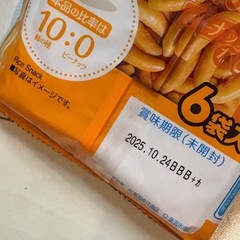 本品の比率は
10:0
柿の種 ピーナッツ
Rice Snack
■写真はイメージです。
6袋入
賞味期限(未開封)
2025.10.24BBB+カ